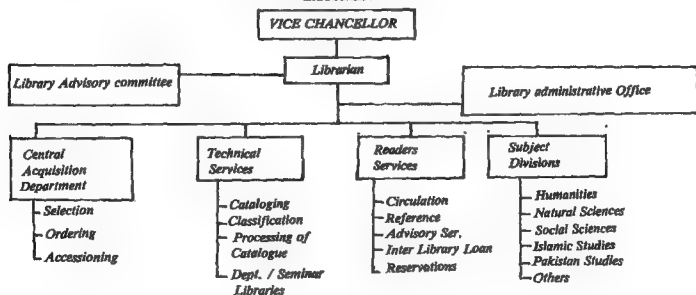 VICE CHANCELLOR
Librarian
Library Advisory committee
Library administrative Office
Central
Acquisition
Department
Selection
Ordering
Accessioning
Technical
Services
Cataloging
Classification
Processing of
Catalogue
Dept. / Seminar
Libraries
Readers
Services
Circulation
Reference
Advisory Ser.
Inter Library Loan
Reservations
Subject
Divisions
Humanities
Natural Sciences
Social Sciences
Islamic Studies
Pakistan Studies
Others